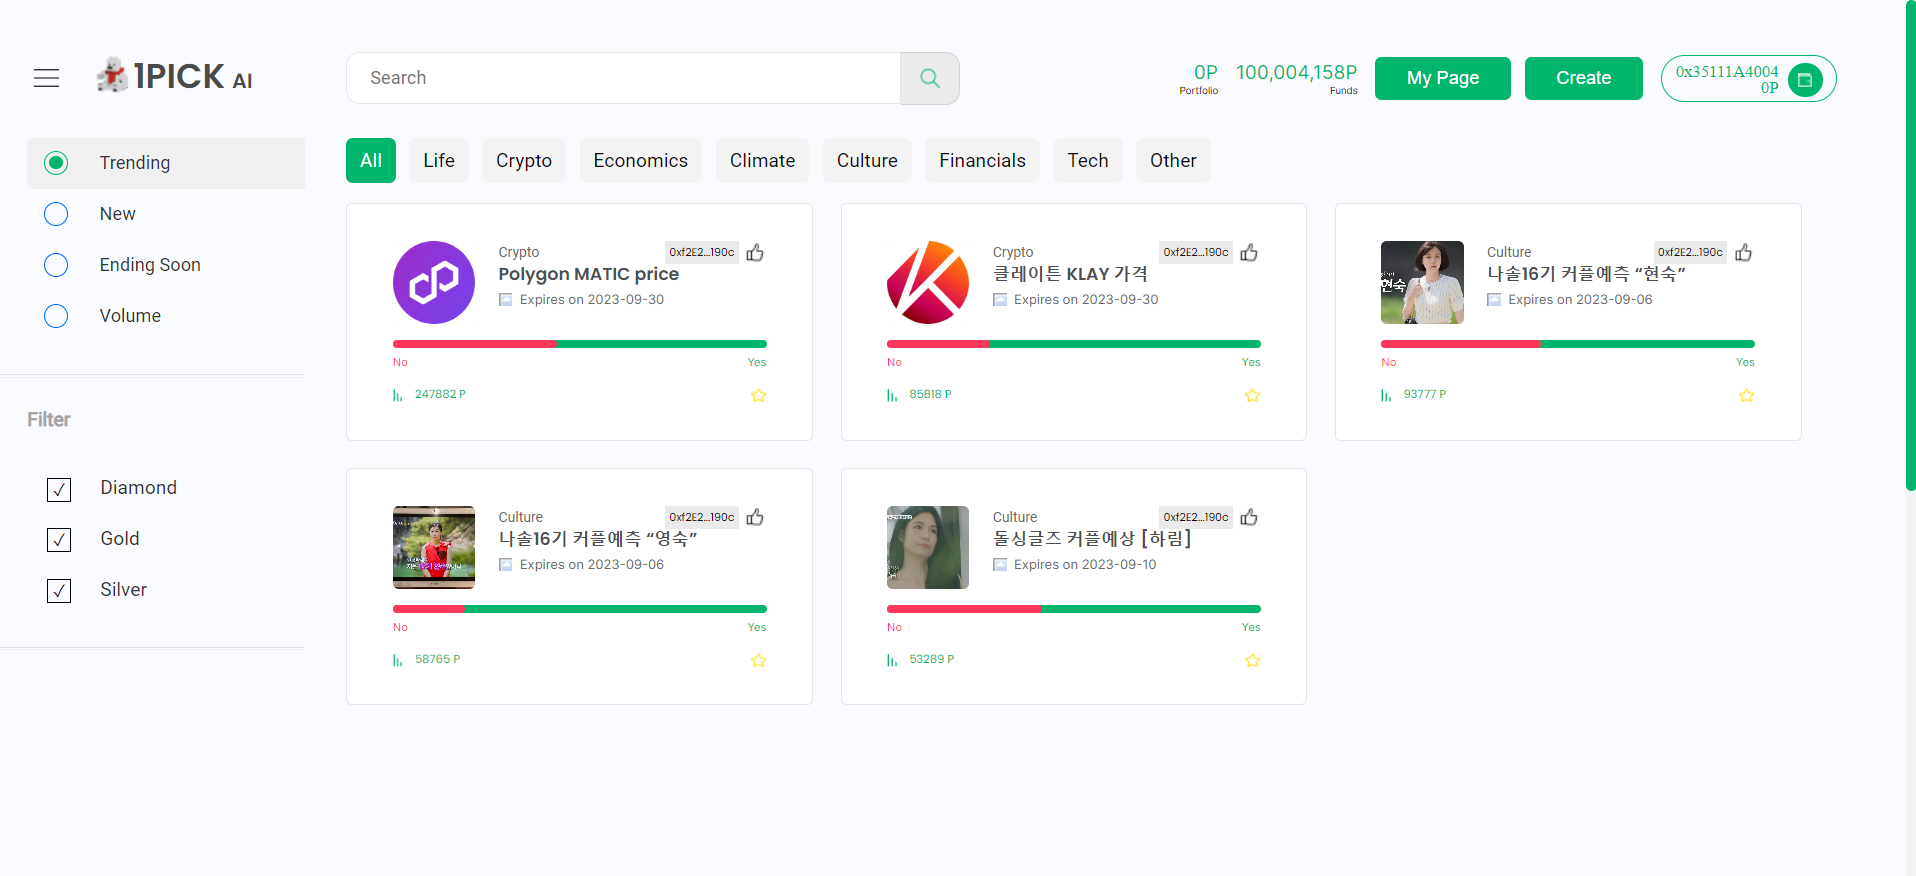 1PICK AI
Search
0P
Portfolio
100,004,158P
Funds
My Page
Create
0x35111A4004
0P
Trending
New
Ending Soon
Volume
Filter
Diamond
Gold
Silver
All
Life
Crypto
Economics
Climate
Culture
Financials
Tech
Other
Crypto
0xf2E2...190c
Polygon MATIC price
Expires on 2023-09-30
No
Yes
247882 P
Crypto
0xf2E2...190c
클레이튼 KLAY 가격
Expires on 2023-09-30
No
Yes
85818 P
현숙
Culture
0xf2E2...190c
나솔16기 커플예측 “현숙”
Expires on 2023-09-06
No
Yes
93777 P
Culture
0xf2E2...190c
나솔16기 커플예측 “영숙”
Expires on 2023-09-06
No
Yes
58765 P
Culture
0xf2E2...190c
돌싱글즈 커플예상 [하림]
Expires on 2023-09-10
No
Yes
53289 P